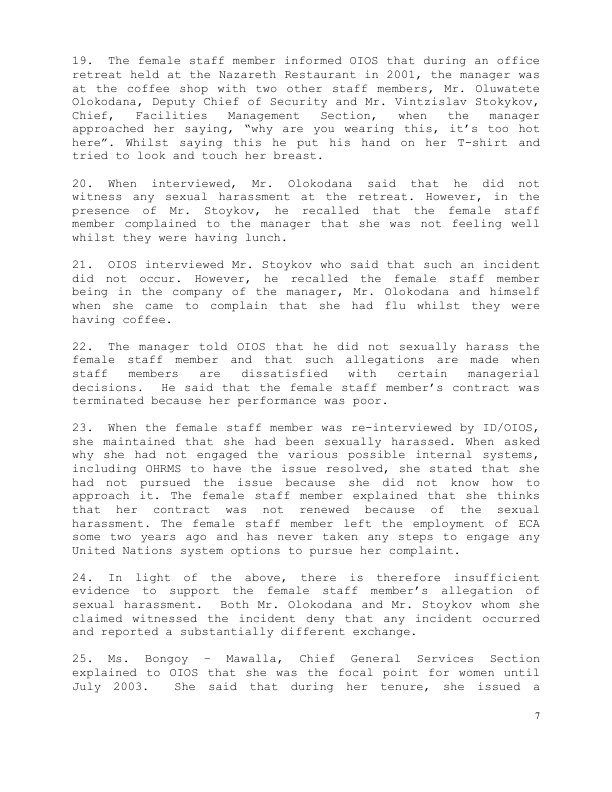 19. The female staff member informed OIOS that during an office
retreat held at the Nazareth Restaurant in 2001, the manager was
at the coffee shop with two other staff members, Mr. Oluwatete
Olokodana, Deputy Chief of Security and Mr. Vintzislav Stokykov,
Chief, Facilities Management Section, when the manager
approached her saying, “why are you wearing this, it’s too hot
here”. Whilst saying this he put his hand on her T-shirt and
tried to look and touch her breast.
20. When interviewed, Mr. Olokodana said that he did not
witness any sexual harassment at the retreat. However, in the
presence of Mr. Stoykov, he recalled that the female staff
member complained to the manager that she was not feeling well
whilst they were having lunch.
21. OIOS interviewed Mr. Stoykov who said that such an incident
did not occur. However, he recalled the female staff member
being in the company of the manager, Mr. Olokodana and himself
when she came to complain that she had flu whilst they were
having coffee.
22. The manager told OIOS that he did not sexually harass the
female staff member and that such allegations are made when
staff members are dissatisfied with certain managerial
decisions. He said that the female staff member’s contract was
terminated because her performance was poor.
23. When the female staff member was re-interviewed by ID/OIOS,
she maintained that she had been sexually harassed. When asked
why she had not engaged the various possible internal systems,
including OHRMS to have the issue resolved, she stated that she
had not pursued the issue because she did not know how to
approach it. The female staff member explained that she thinks
that her contract was not renewed because of the sexual
harassment. The female staff member left the employment of ECA
some two years ago and has never taken any steps to engage any
United Nations system options to pursue her complaint.
24. In light of the above, there is therefore insufficient
evidence to support the female staff member’s allegation of
sexual harassment. Both Mr. Olokodana and Mr. Stoykov whom she
claimed witnessed the incident deny that any incident occurred
and reported a substantially different exchange.
25. Ms. Bongoy – Mawalla, Chief General Services Section
explained to OIOS that she was the focal point for women until
July 2003. She said that during her tenure, she issued a
7